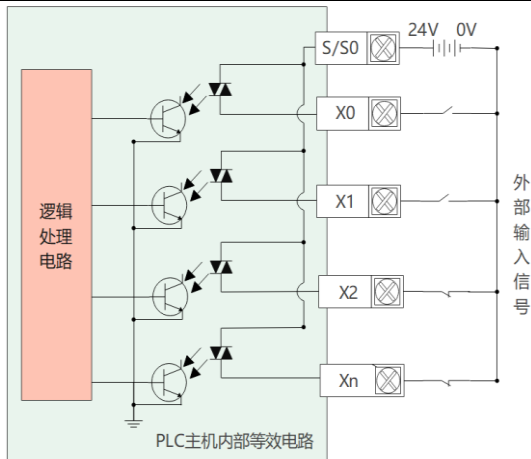 24V 0V
S/S0
X0
X1
X2
Xn
逻辑
处理
电路
外
部
输
入
信
号
PLC主机内部等效电路